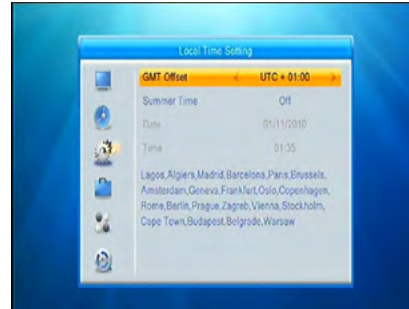 Local Time Setting
GMT Offset < UTC + 01:00 >
Summer Time Off
Date 01/11/2010
Time 01:35
Lagos,Algiers,Madrid,Barcelona,Paris,Brussels,
Amsterdam,Geneva,Frankfurt,Oslo,Copenhagen,
Rome,Berlin,Prague,Zagreb,Vienna,Stockholm,
Cape Town,Budapest,Belgrade,Warsaw